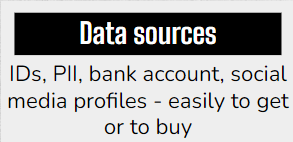 Data sources
IDs, PII, bank account, social
media profiles - easily to get
or to buy